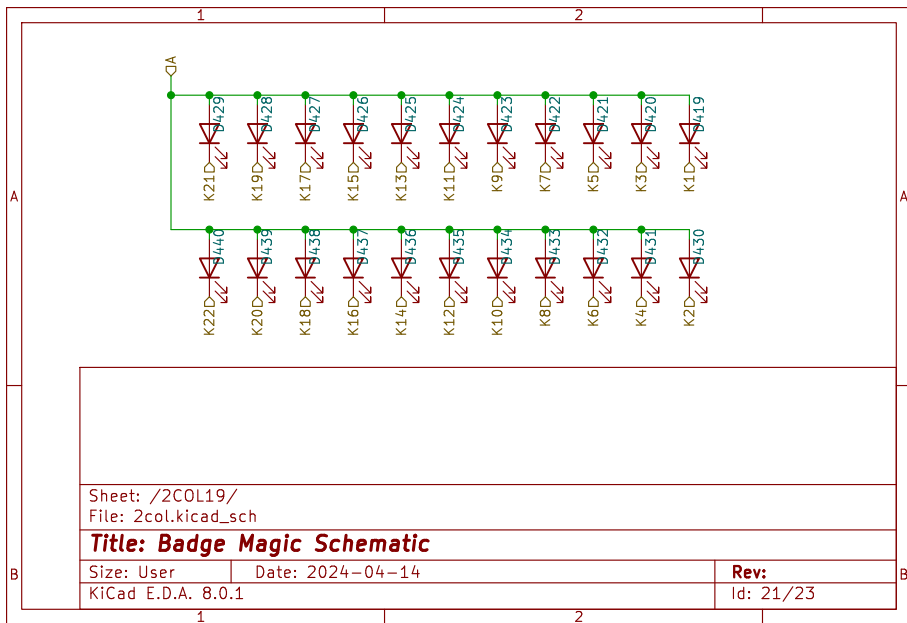 1 2
A
D429 D428 D427 D426 D425 D424 D423 D422 D421 D420 D419
K21 K19 K17 K15 K13 K11 K9 K7 K5 K3 K1
A A
D440 D439 D438 D437 D436 D435 D434 D433 D432 D431 D430
K22 K20 K18 K16 K14 K12 K10 K8 K6 K4 K2
Sheet: /2COL19/
File: 2col.kicad_sch
Title: Badge Magic Schematic
B Size: User Date: 2024-04-14 Rev: B
KiCad E.D.A. 8.0.1 Id: 21/23
1 2